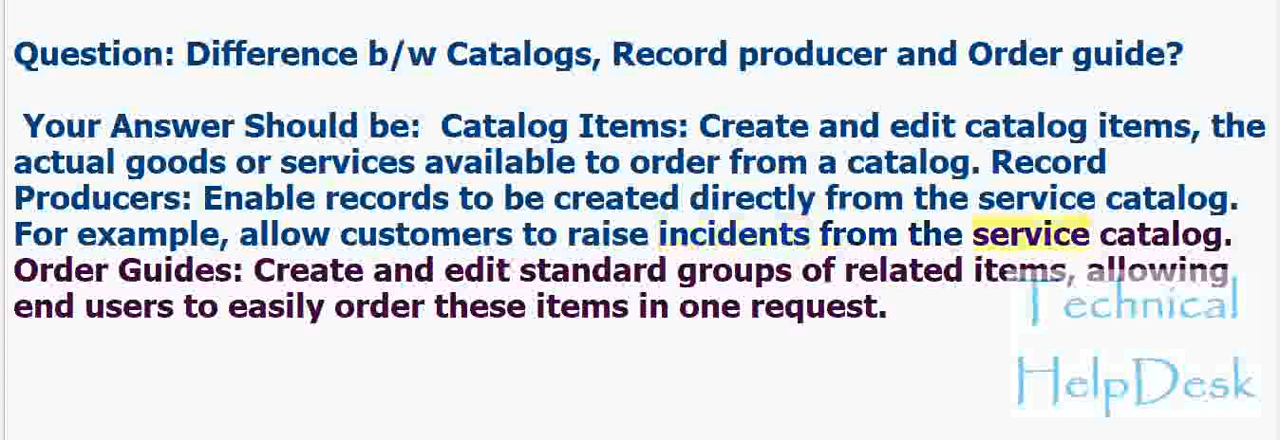 Question: Difference b/w Catalogs, Record producer and Order guide?
Your Answer Should be:  Catalog Items: Create and edit catalog items, the
actual goods or services available to order from a catalog. Record
Producers: Enable records to be created directly from the service catalog.
For example, allow customers to raise incidents from the service catalog.
Order Guides: Create and edit standard groups of related items, allowing
end users to easily order these items in one request.
Technical
HelpDesk